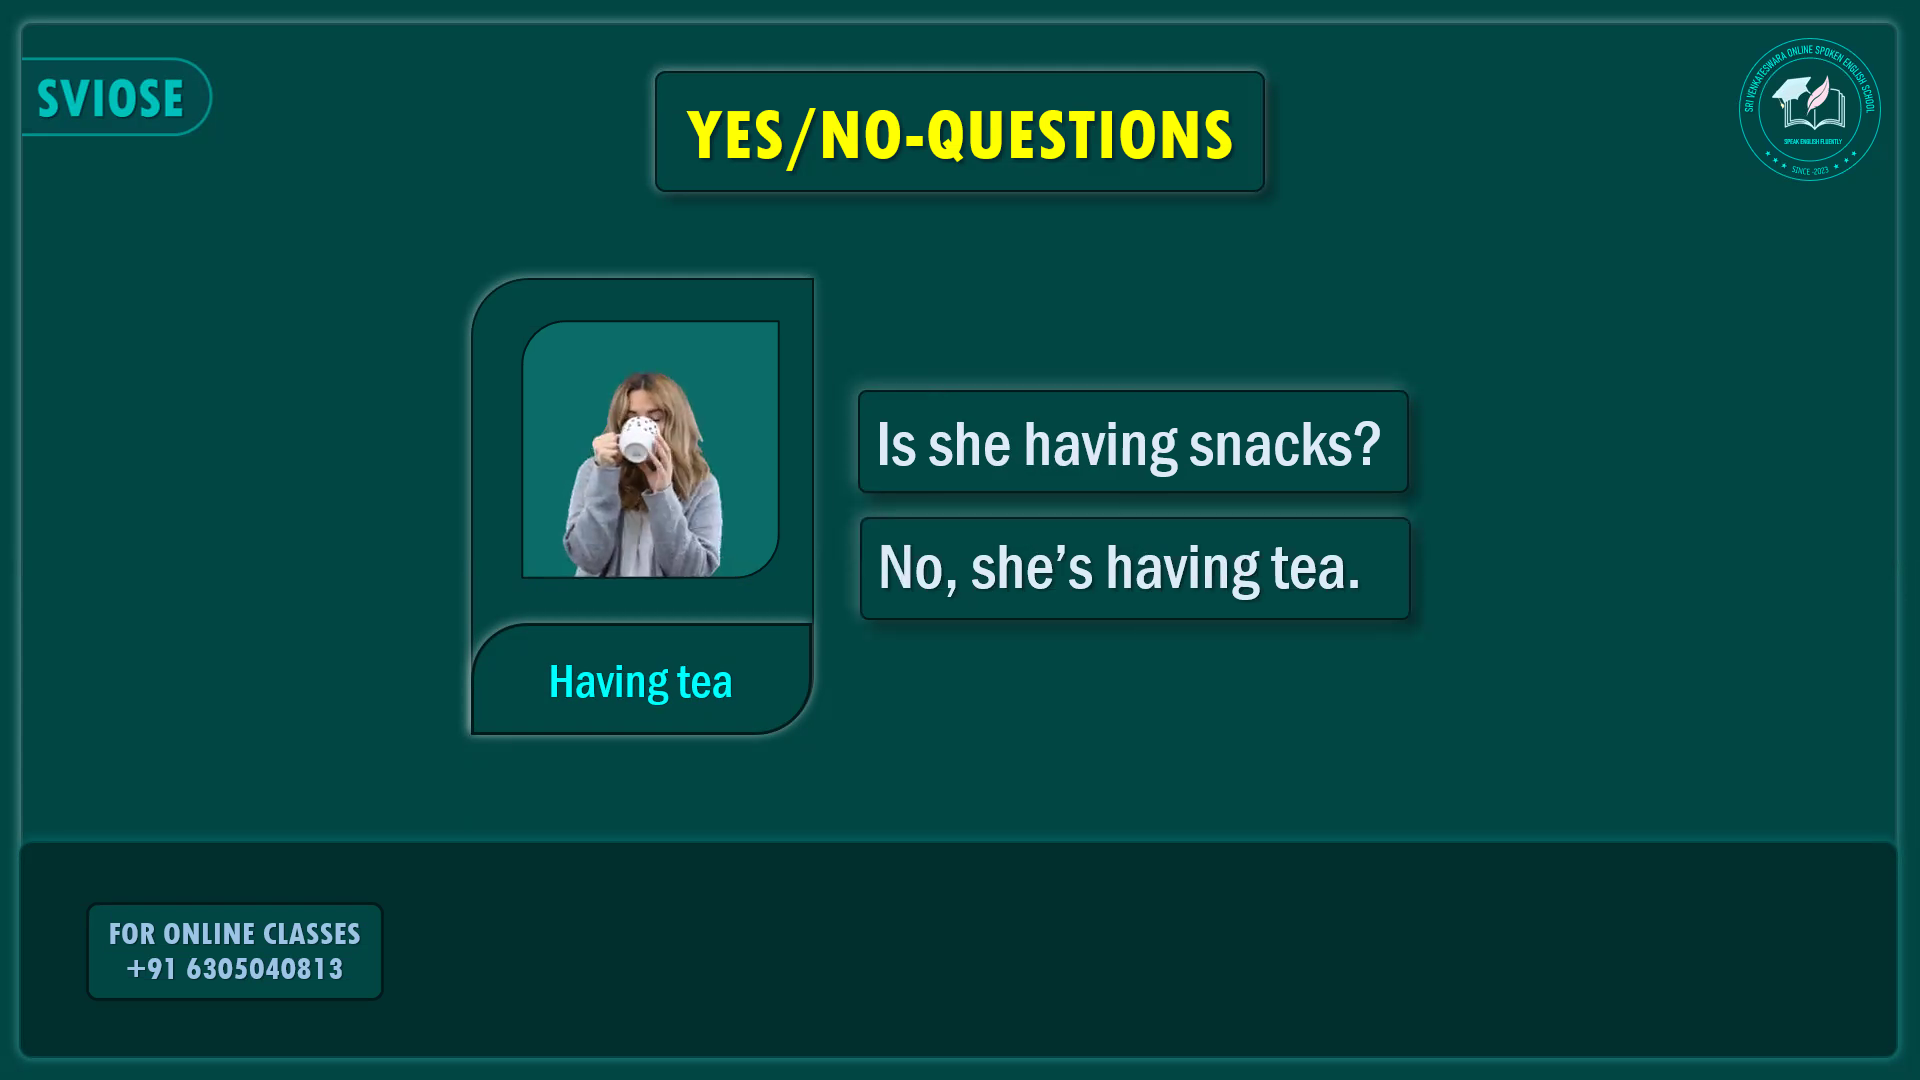 SVIOSE
YES/NO-QUESTIONS
SRI VENKATESWARA ONLINE SPOKEN ENGLISH SCHOOL
SPEAK ENGLISH FLUENTLY
SINCE -2023
Is she having snacks?
No, she’s having tea.
Having tea
FOR ONLINE CLASSES
+91 6305040813